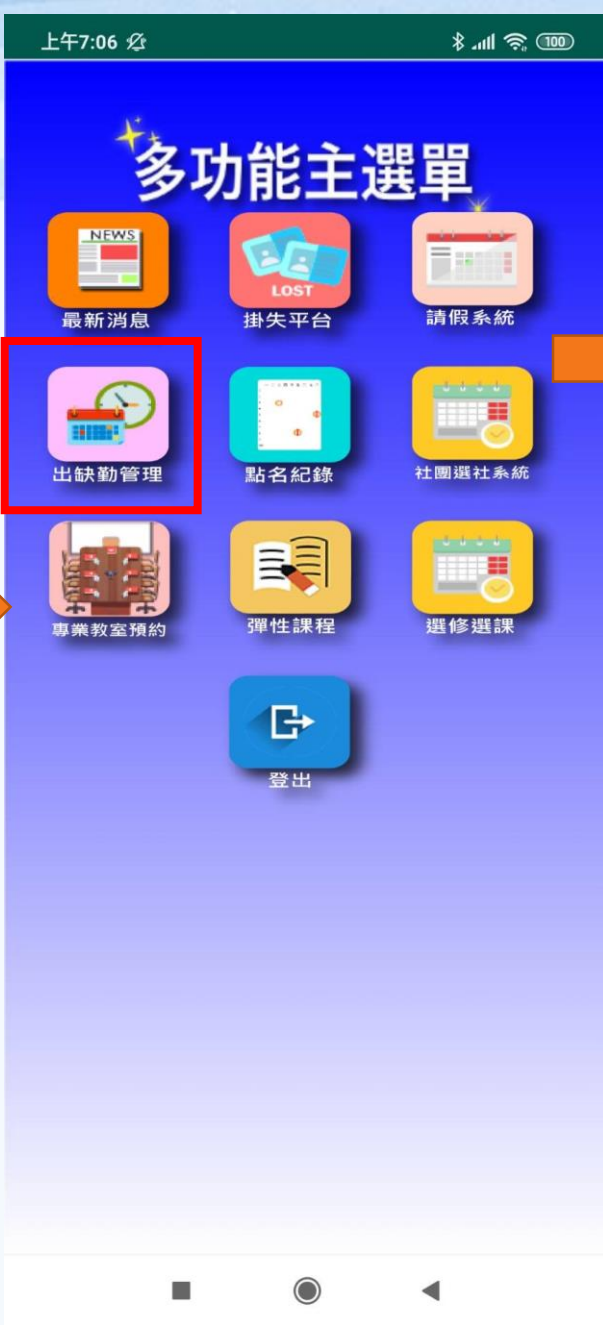 上午7:06
100
多功能主選單
NEWS
LOST
最新消息
掛失平台
請假系統
出缺勤管理
點名紀錄
社團選社系統
專業教室預約
彈性課程
選修選課
登出